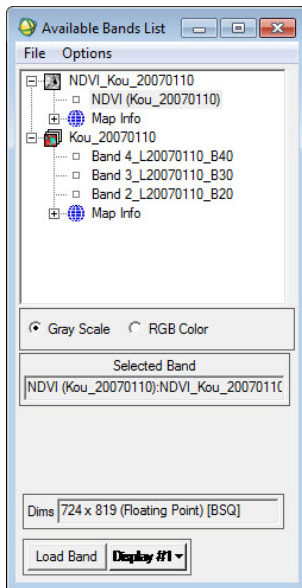 Available Bands List
File Options
NDVI_Kou_20070110
NDVI (Kou_20070110)
Map Info
Kou_20070110
Band 4_L20070110_B40
Band 3_L20070110_B30
Band 2_L20070110_B20
Map Info
Gray Scale RGB Color
Selected Band
NDVI (Kou_20070110):NDVI_Kou_2007011(
Dims 724 x 819 (Floating Point) [BSQ]
Load Band Display #1